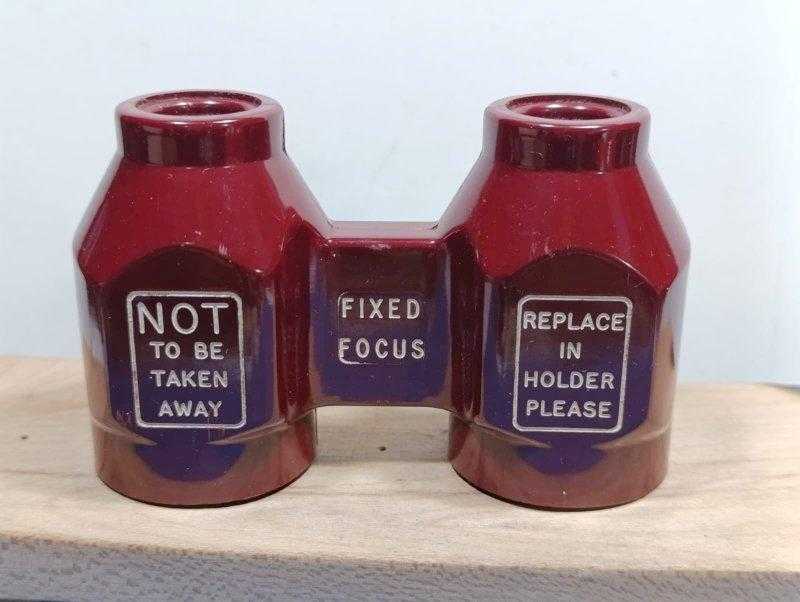 NOT
TO BE
TAKEN
AWAY
FIXED
FOCUS
REPLACE
IN
HOLDER
PLEASE